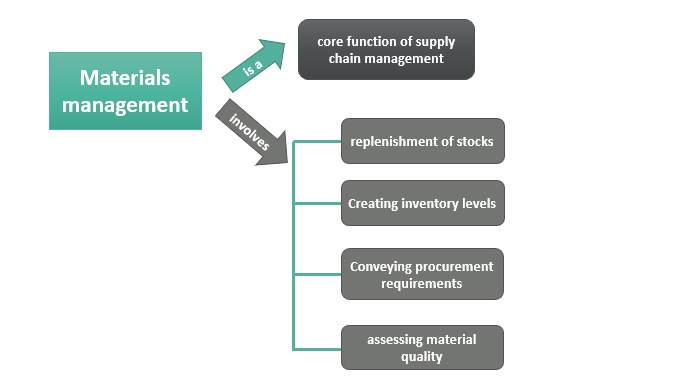 Materials
management
is a
core function of supply
chain management
involves
replenishment of stocks
Creating inventory levels
Conveying procurement
requirements
assessing material
quality